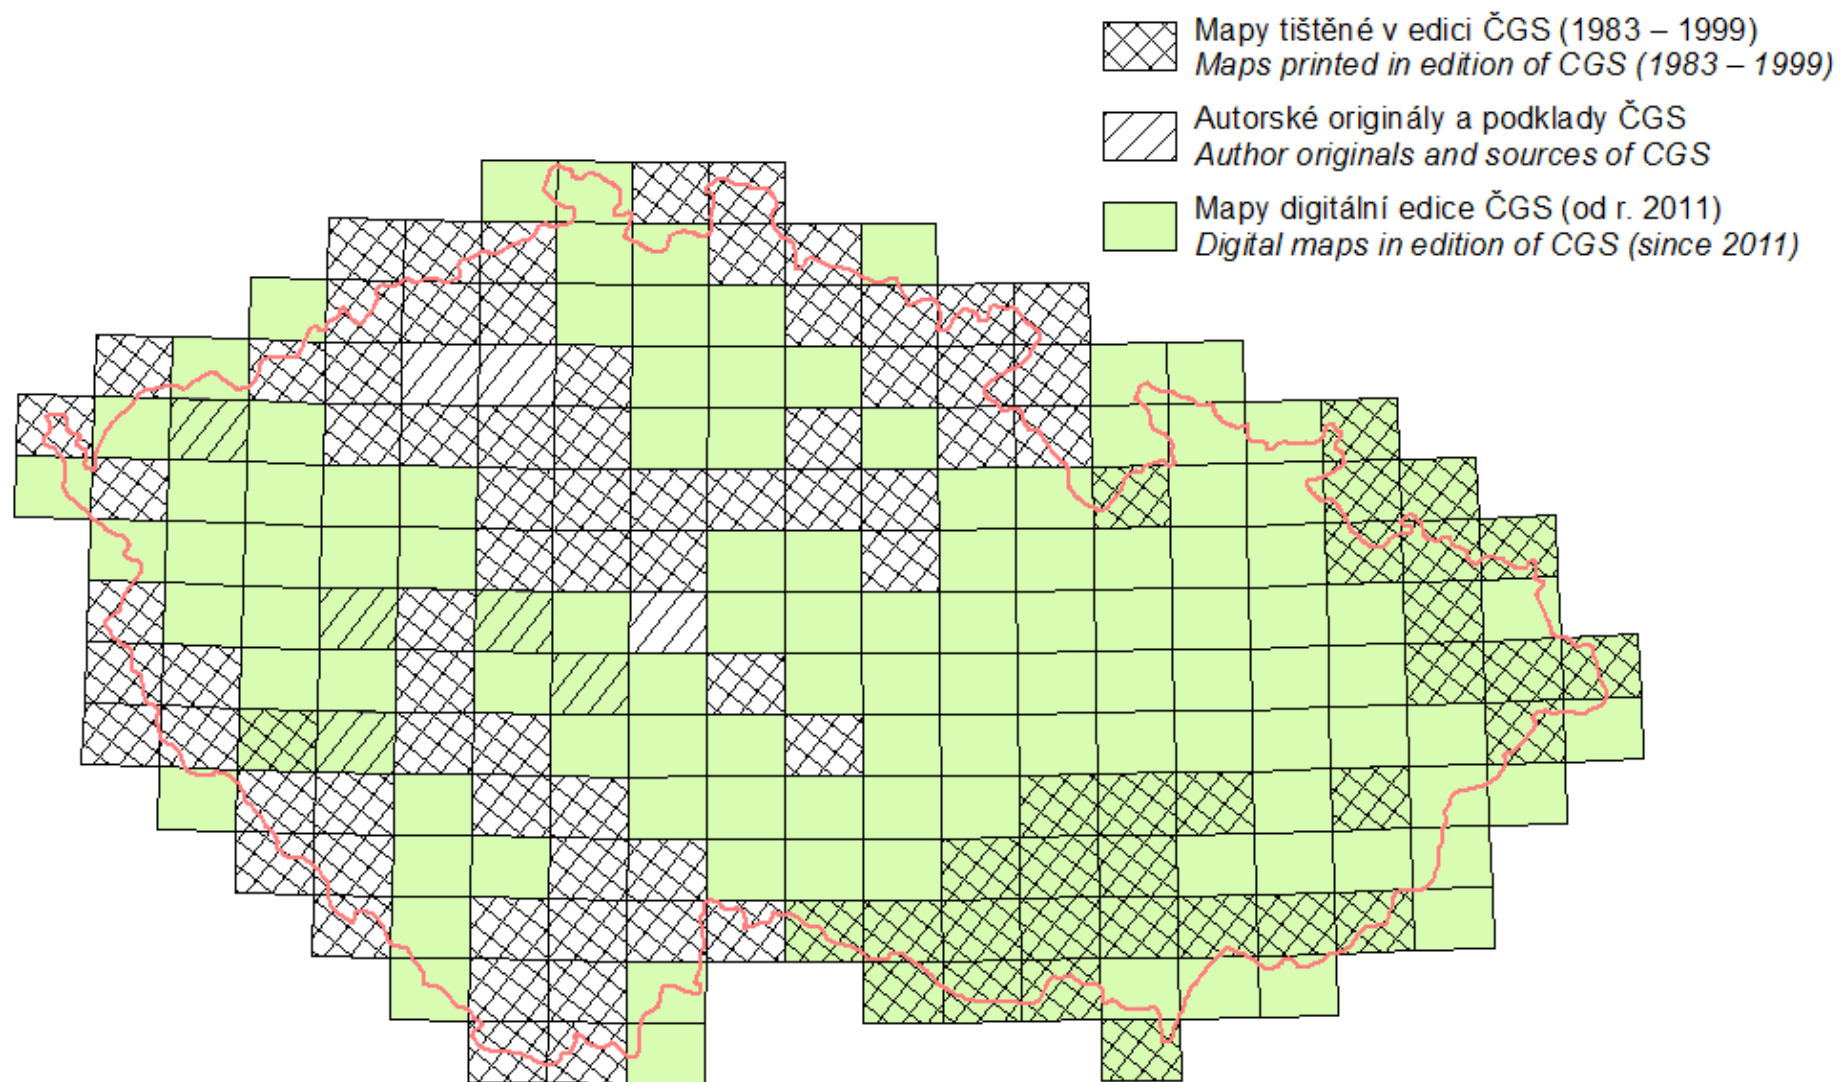 Mapy tištěné v edici ČGS (1983 – 1999)
Maps printed in edition of CGS (1983 – 1999)
Autorské originály a podklady ČGS
Author originals and sources of CGS
Mapy digitální edice ČGS (od r. 2011)
Digital maps in edition of CGS (since 2011)